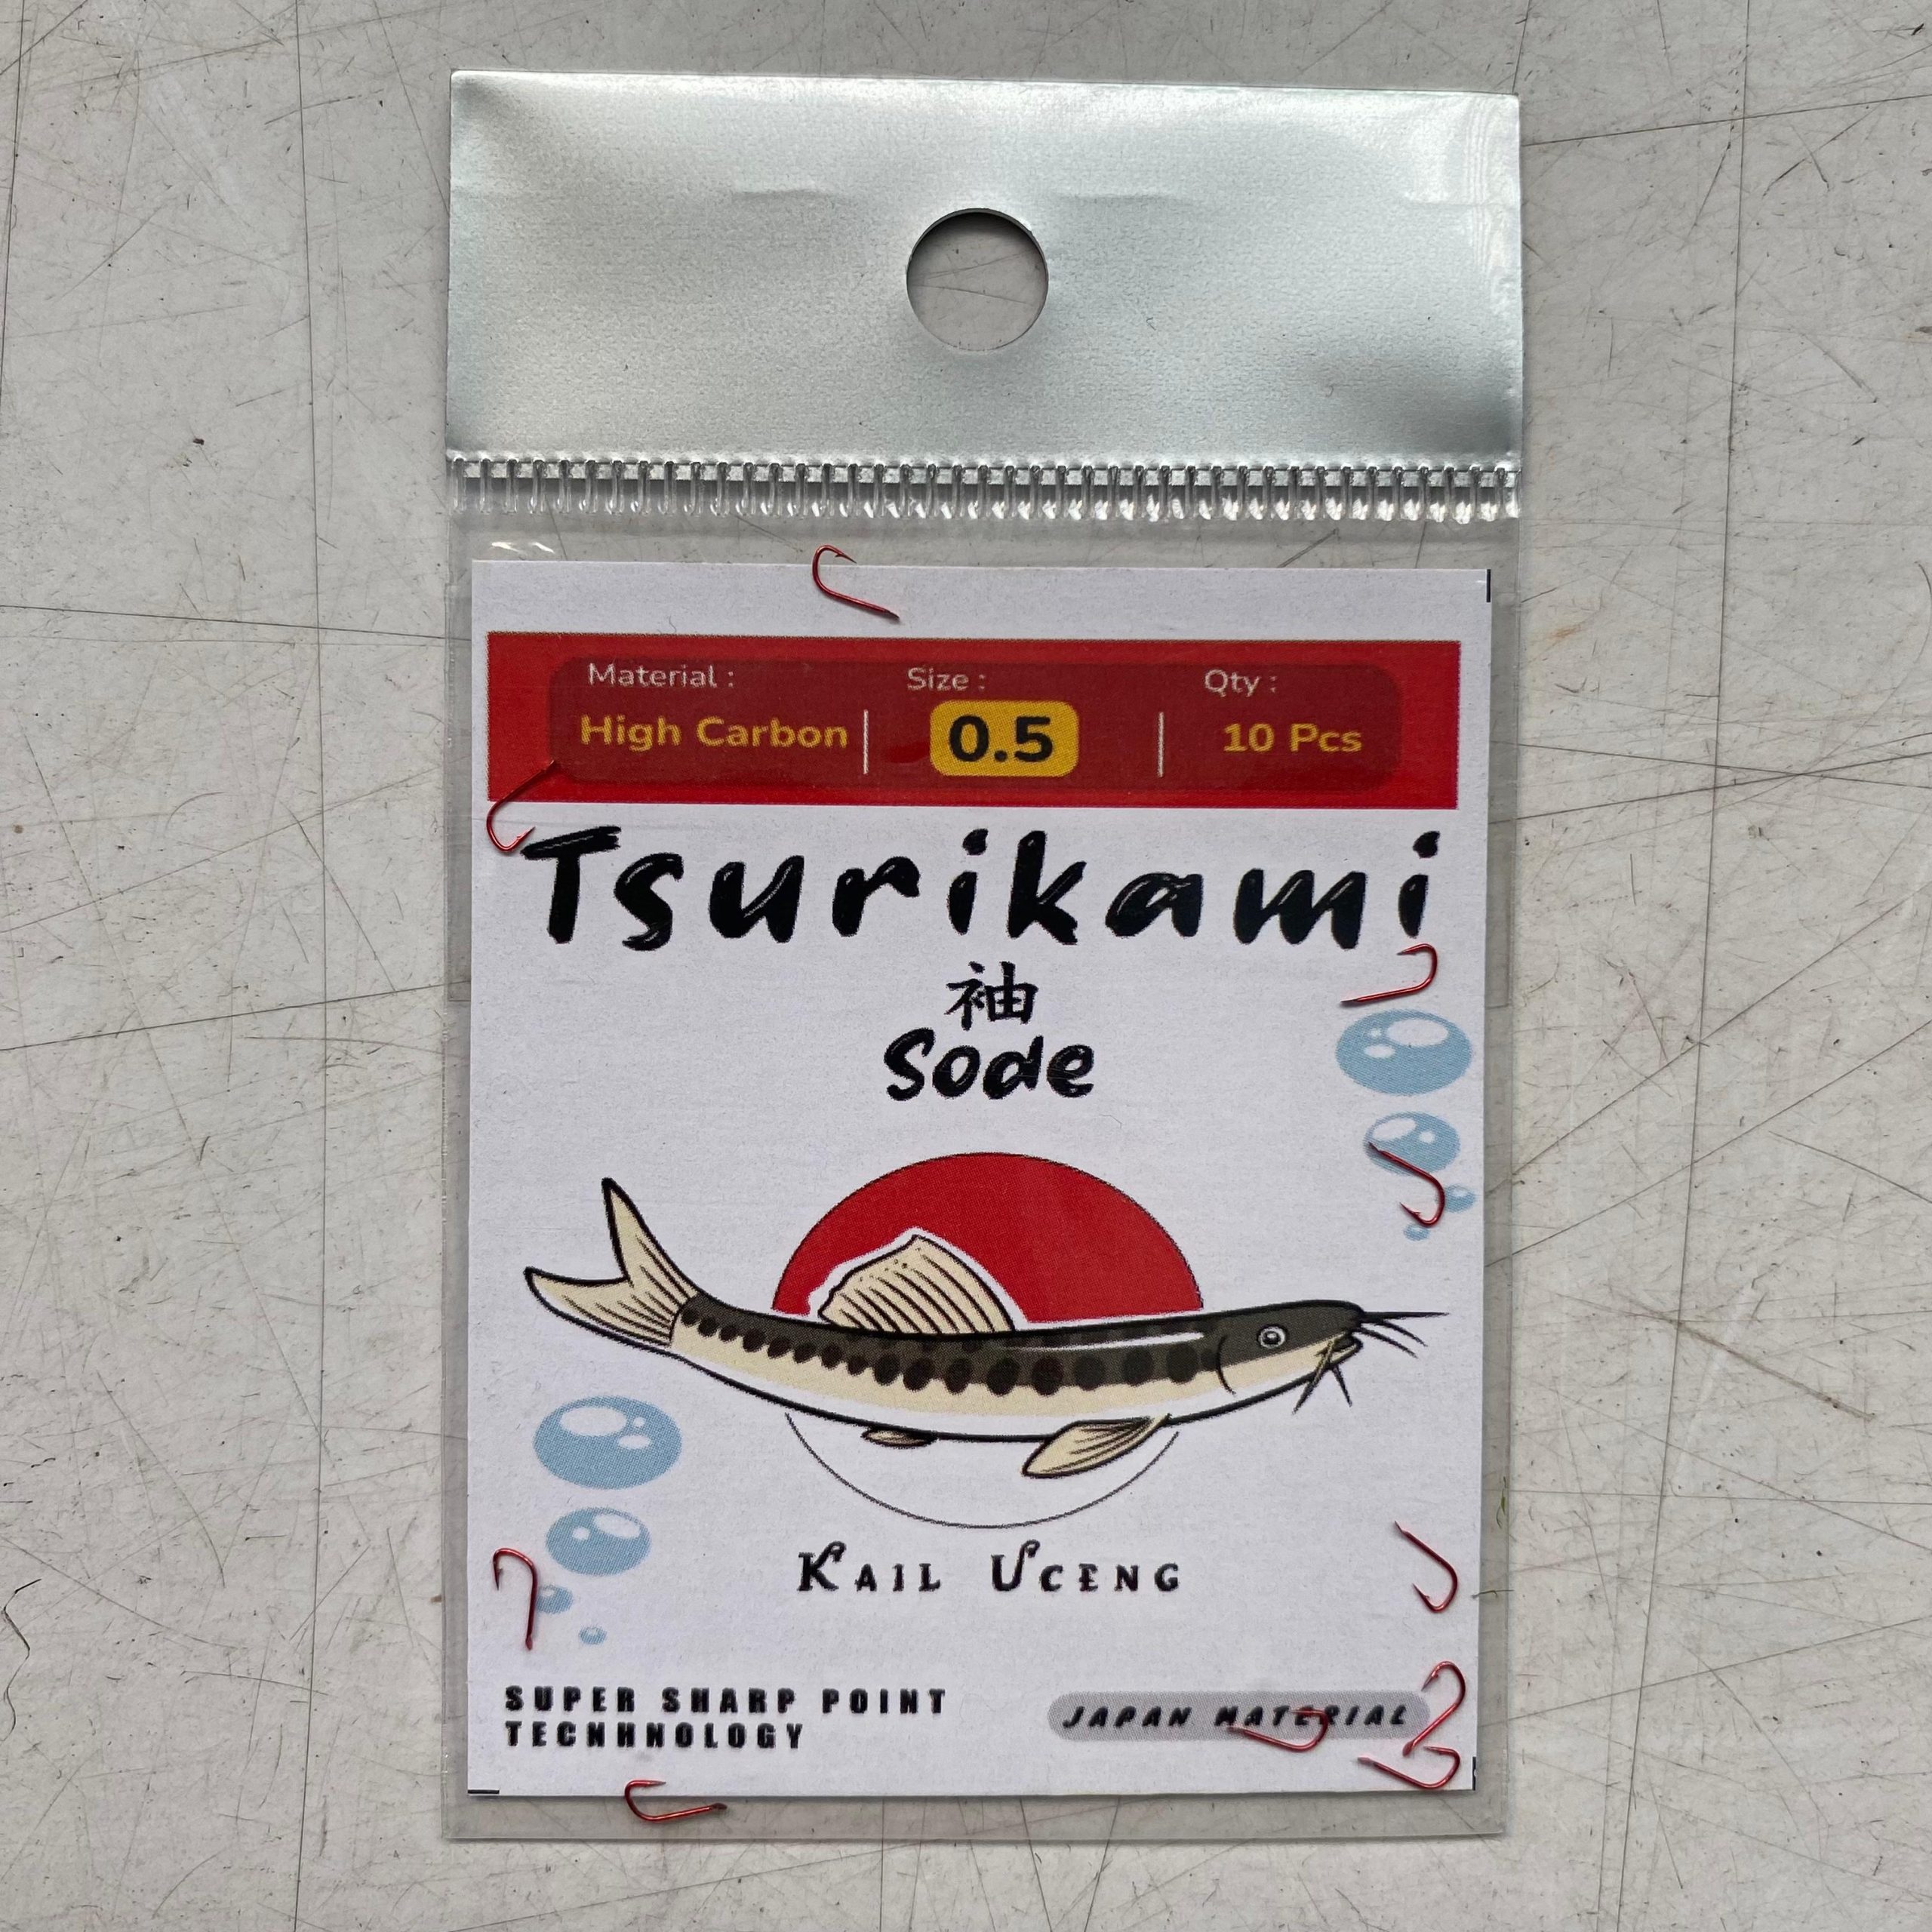 Material : Size : Qty :
High Carbon | 0.5 | 10 Pcs
Tsurikami
袖
Sode
KAIL UCENG
SUPER SHARP POINT
TECNHNOLOGY
JAPAN MATERIAL